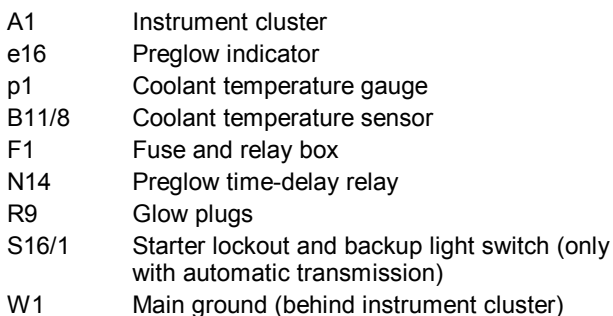 A1 Instrument cluster
e16 Preglow indicator
p1 Coolant temperature gauge
B11/8 Coolant temperature sensor
F1 Fuse and relay box
N14 Preglow time-delay relay
R9 Glow plugs
S16/1 Starter lockout and backup light switch (only
with automatic transmission)
W1 Main ground (behind instrument cluster)